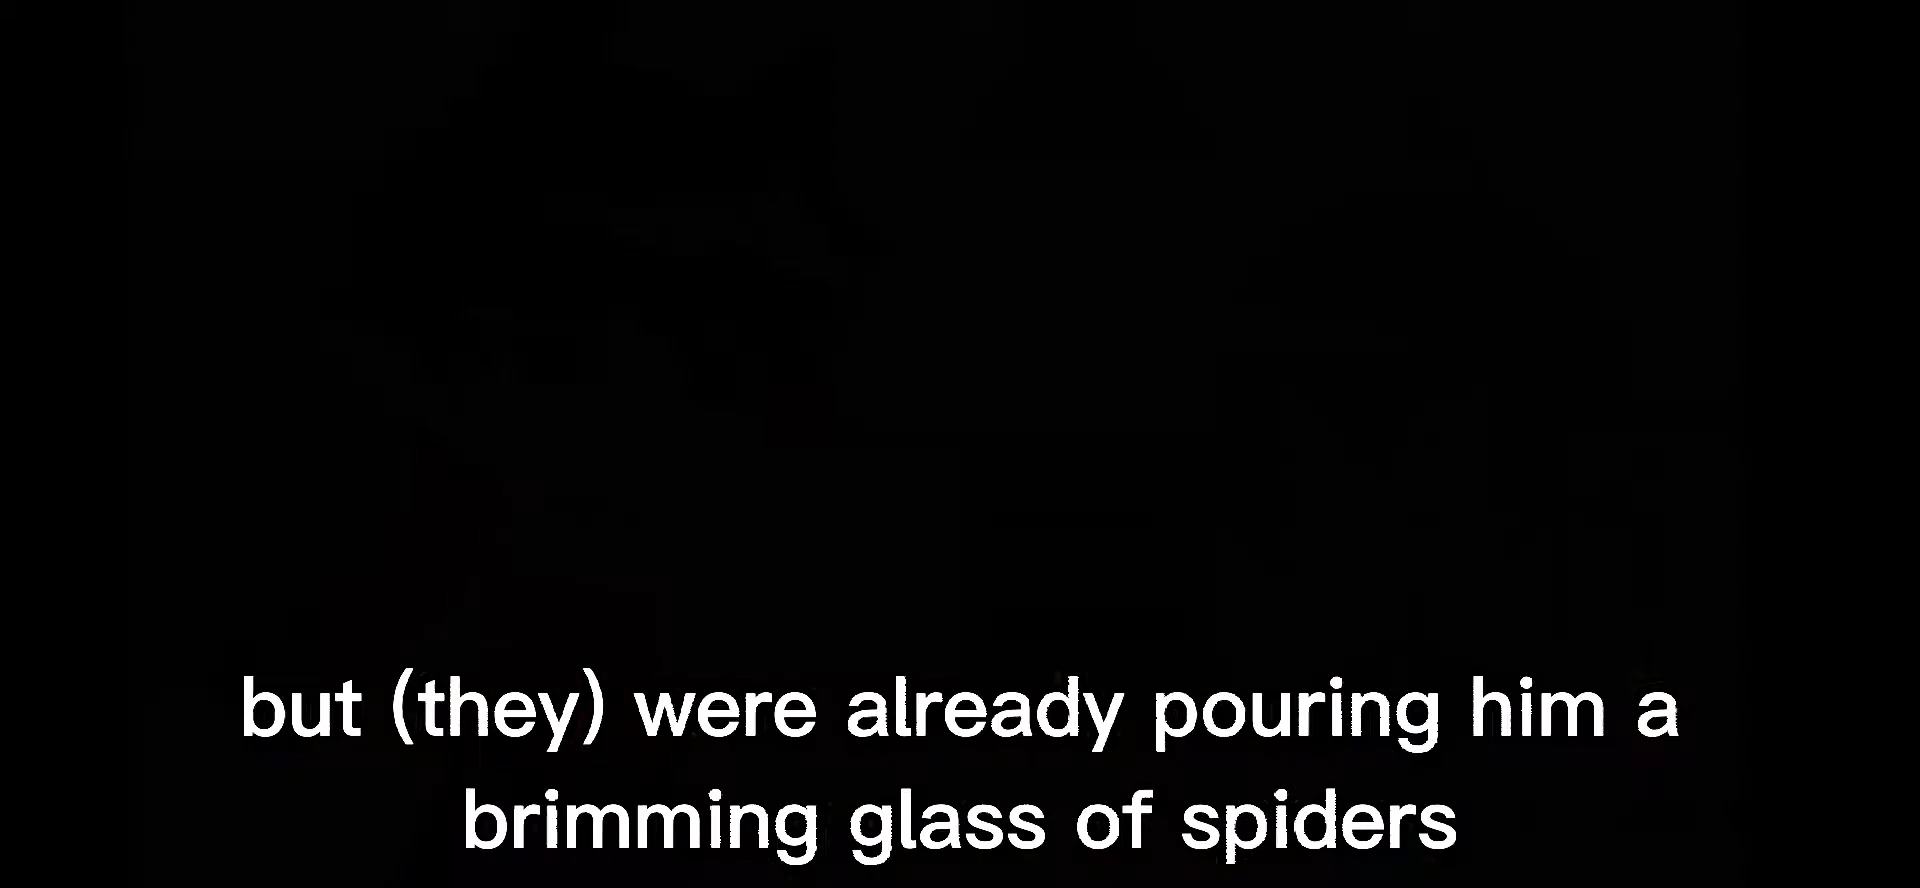 but (they) were already pouring him a
brimming glass of spiders